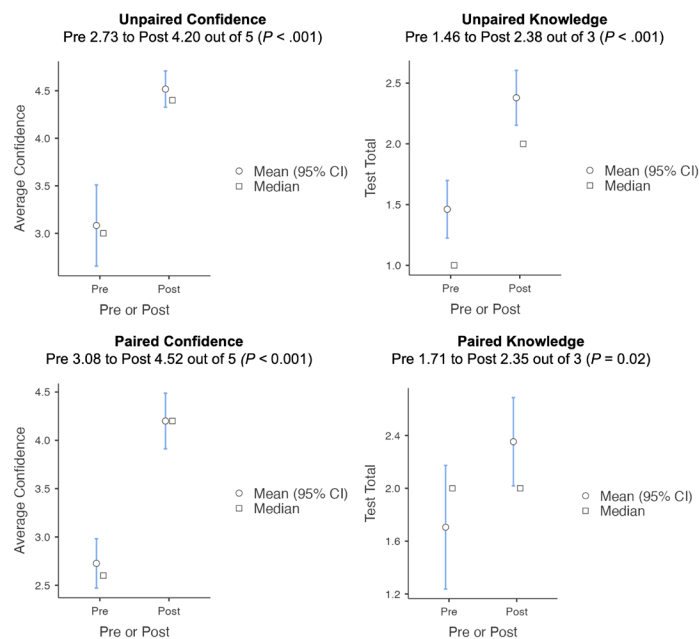 Unpaired Confidence
Pre 2.73 to Post 4.20 out of 5 (P < .001)
4.5
4.0
3.5
3.0
Average Confidence
Pre
Post
Pre or Post
Mean (95% CI)
Median
Unpaired Knowledge
Pre 1.46 to Post 2.38 out of 3 (P < .001)
2.5
2.0
1.5
1.0
Test Total
Pre
Post
Pre or Post
Mean (95% CI)
Median
Paired Confidence
Pre 3.08 to Post 4.52 out of 5 (P < 0.001)
4.5
4.0
3.5
3.0
2.5
Average Confidence
Pre
Post
Pre or Post
Mean (95% CI)
Median
Paired Knowledge
Pre 1.71 to Post 2.35 out of 3 (P = 0.02)
2.4
2.0
1.6
1.2
Test Total
Pre
Post
Pre or Post
Mean (95% CI)
Median